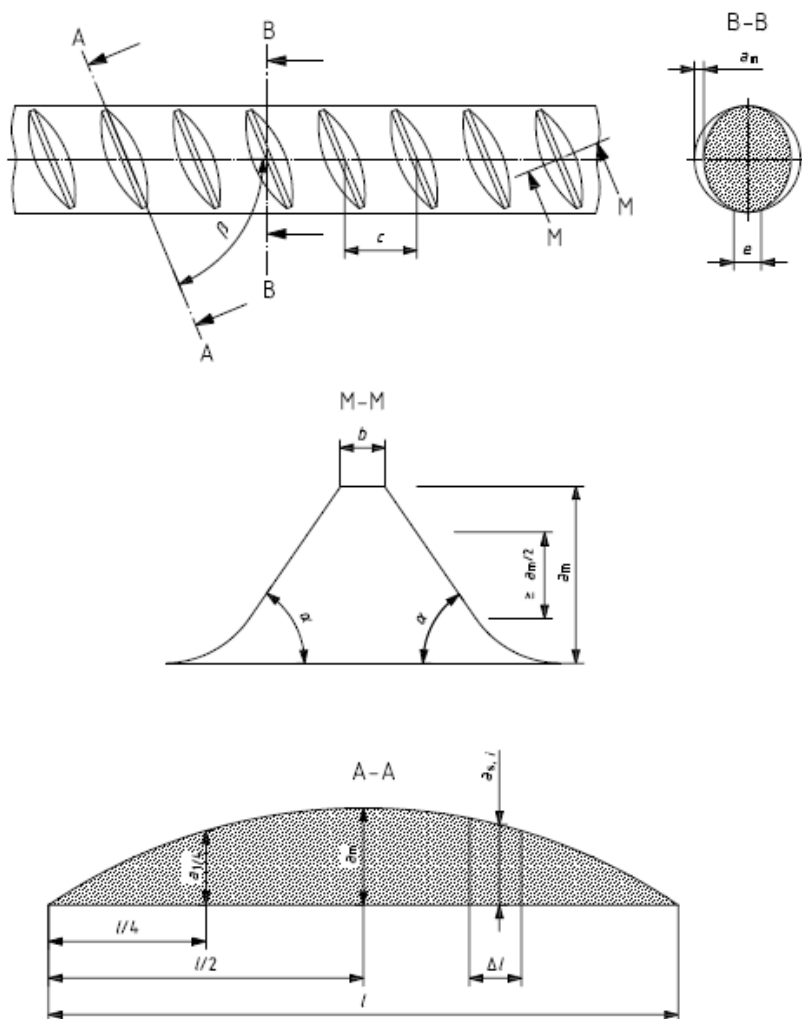 B-B
A
B
a_m
β
c
M
M
e
B
A
M-M
b
α
α
≥ a_m/2
a_m
A-A
a_1/4
a_m
a_s,i
l/4
l/2
Δl
l